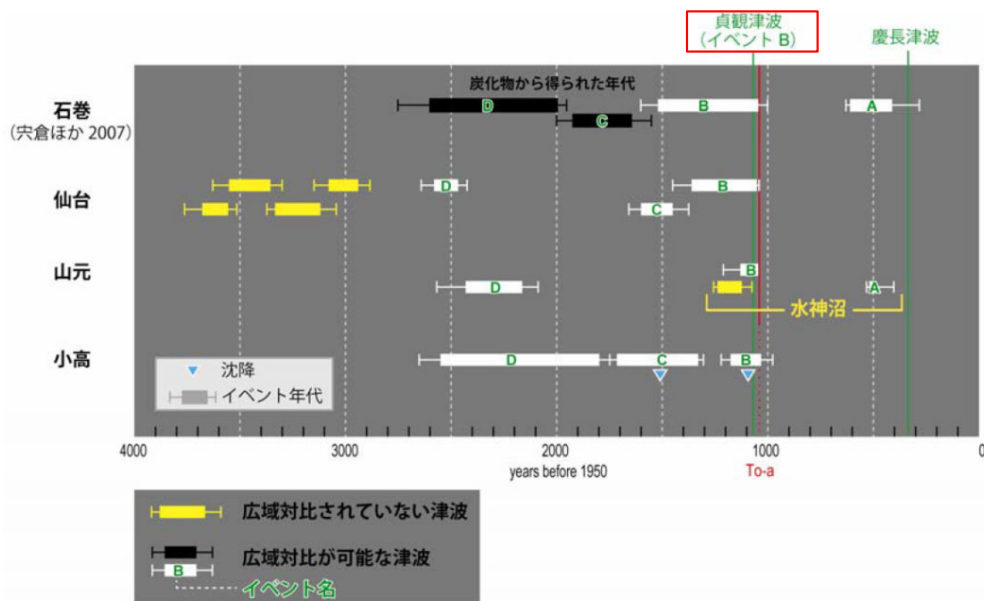 貞観津波
(イベント B)
慶長津波
炭化物から得られた年代
石巻
(宍倉ほか 2007)
D
B
A
C
仙台
D
B
C
山元
B
D
A
水神沼
小高
D
C
B
沈降
イベント年代
4000
3000
2000
1000
0
years before 1950
To-a
広域対比されていない津波
広域対比が可能な津波
B
イベント名